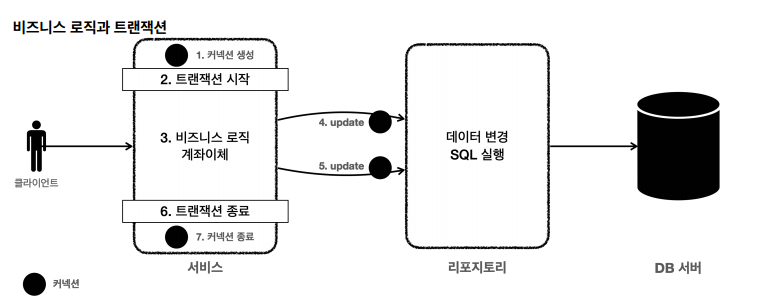 비즈니스 로직과 트랜잭션
1. 커넥션 생성
2. 트랜잭션 시작
3. 비즈니스 로직
계좌이체
4. update
5. update
데이터 변경
SQL 실행
클라이언트
6. 트랜잭션 종료
7. 커넥션 종료
서비스
리포지토리
DB 서버
커넥션